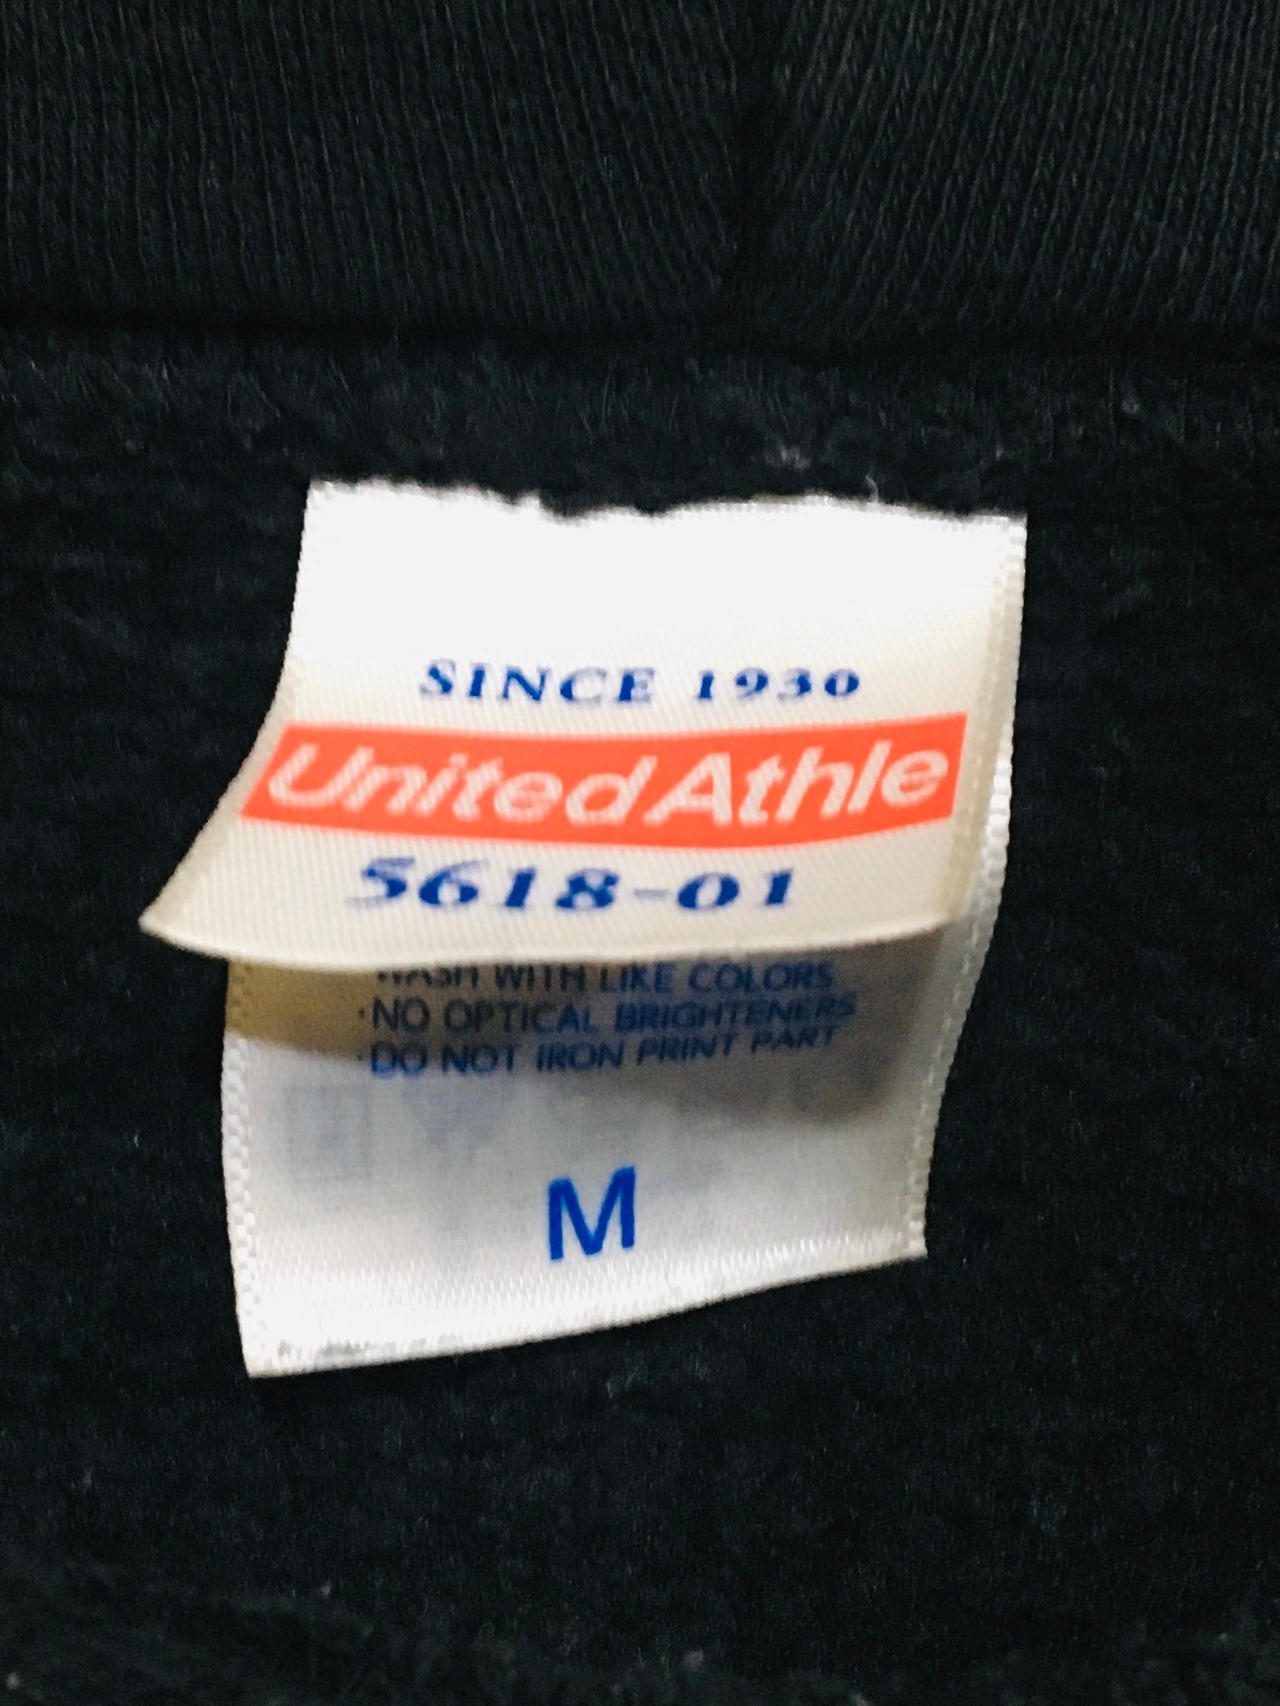 SINCE 1930
United Athle
5618-01
WASH WITH LIKE COLORS
·NO OPTICAL BRIGHTENERS
·DO NOT IRON PRINT PART
M